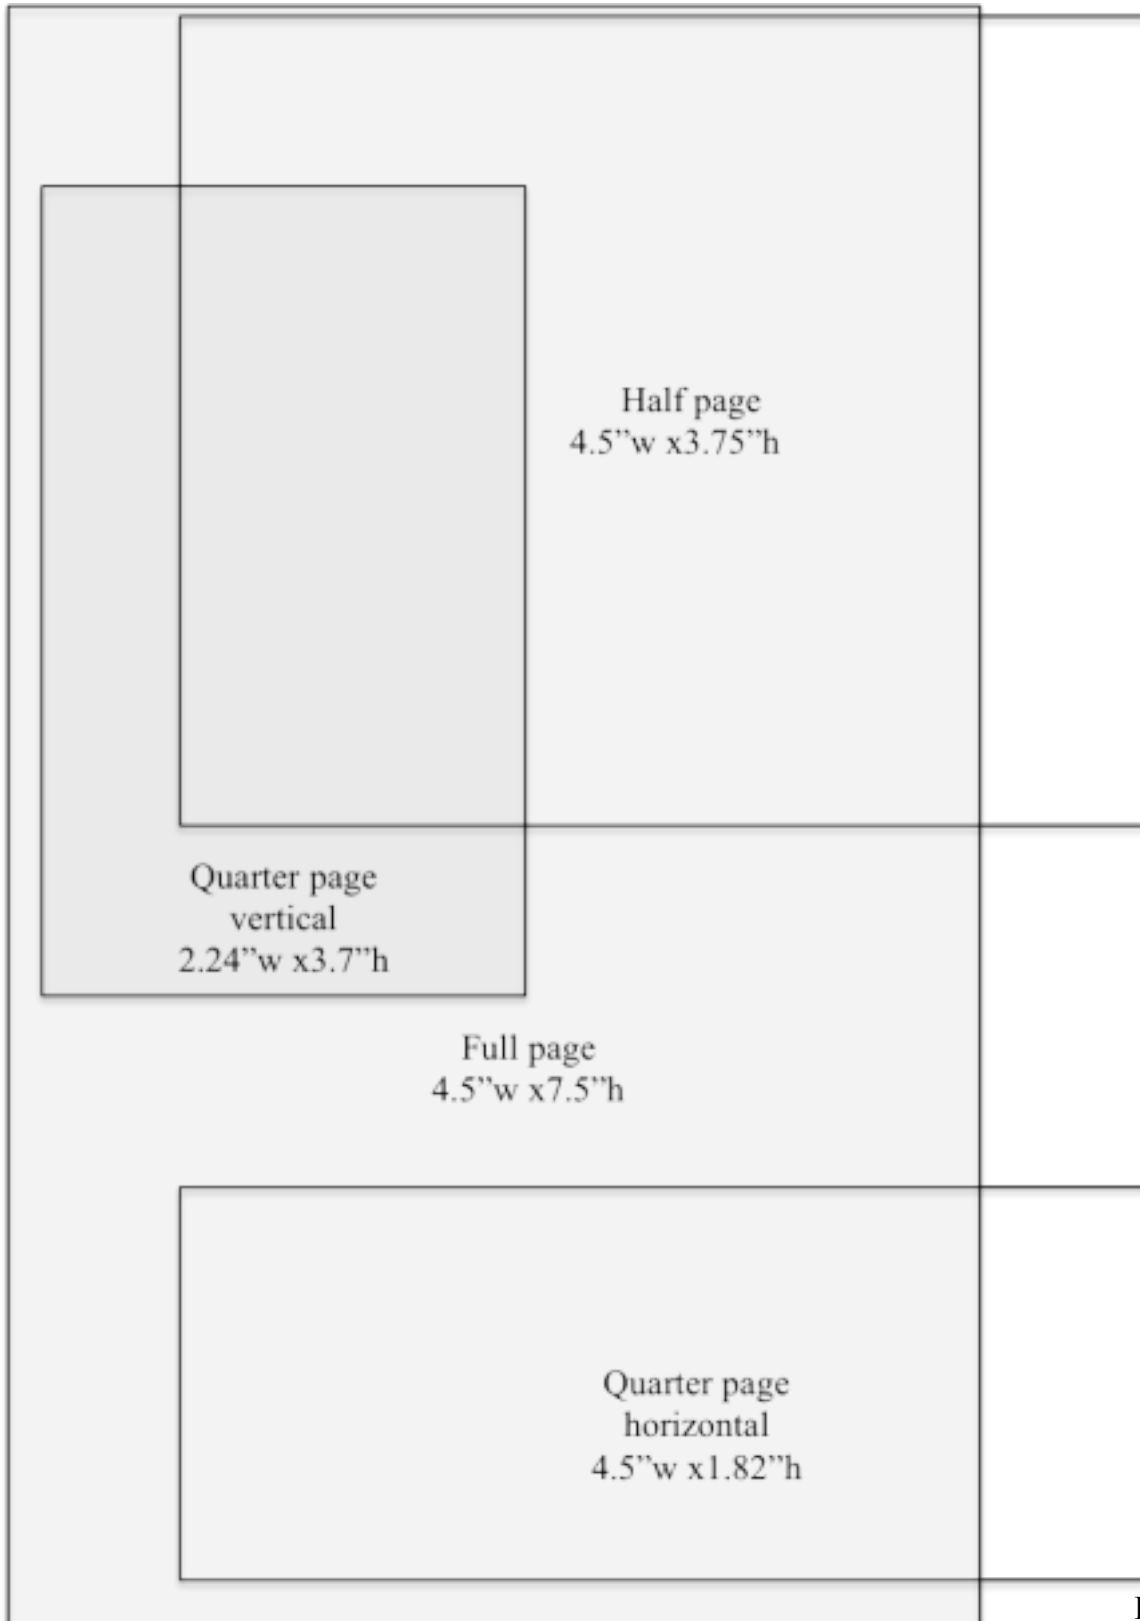 Half page
4.5”w x3.75”h
Quarter page
vertical
2.24”w x3.7”h
Full page
4.5”w x7.5”h
Quarter page
horizontal
4.5”w x1.82”h